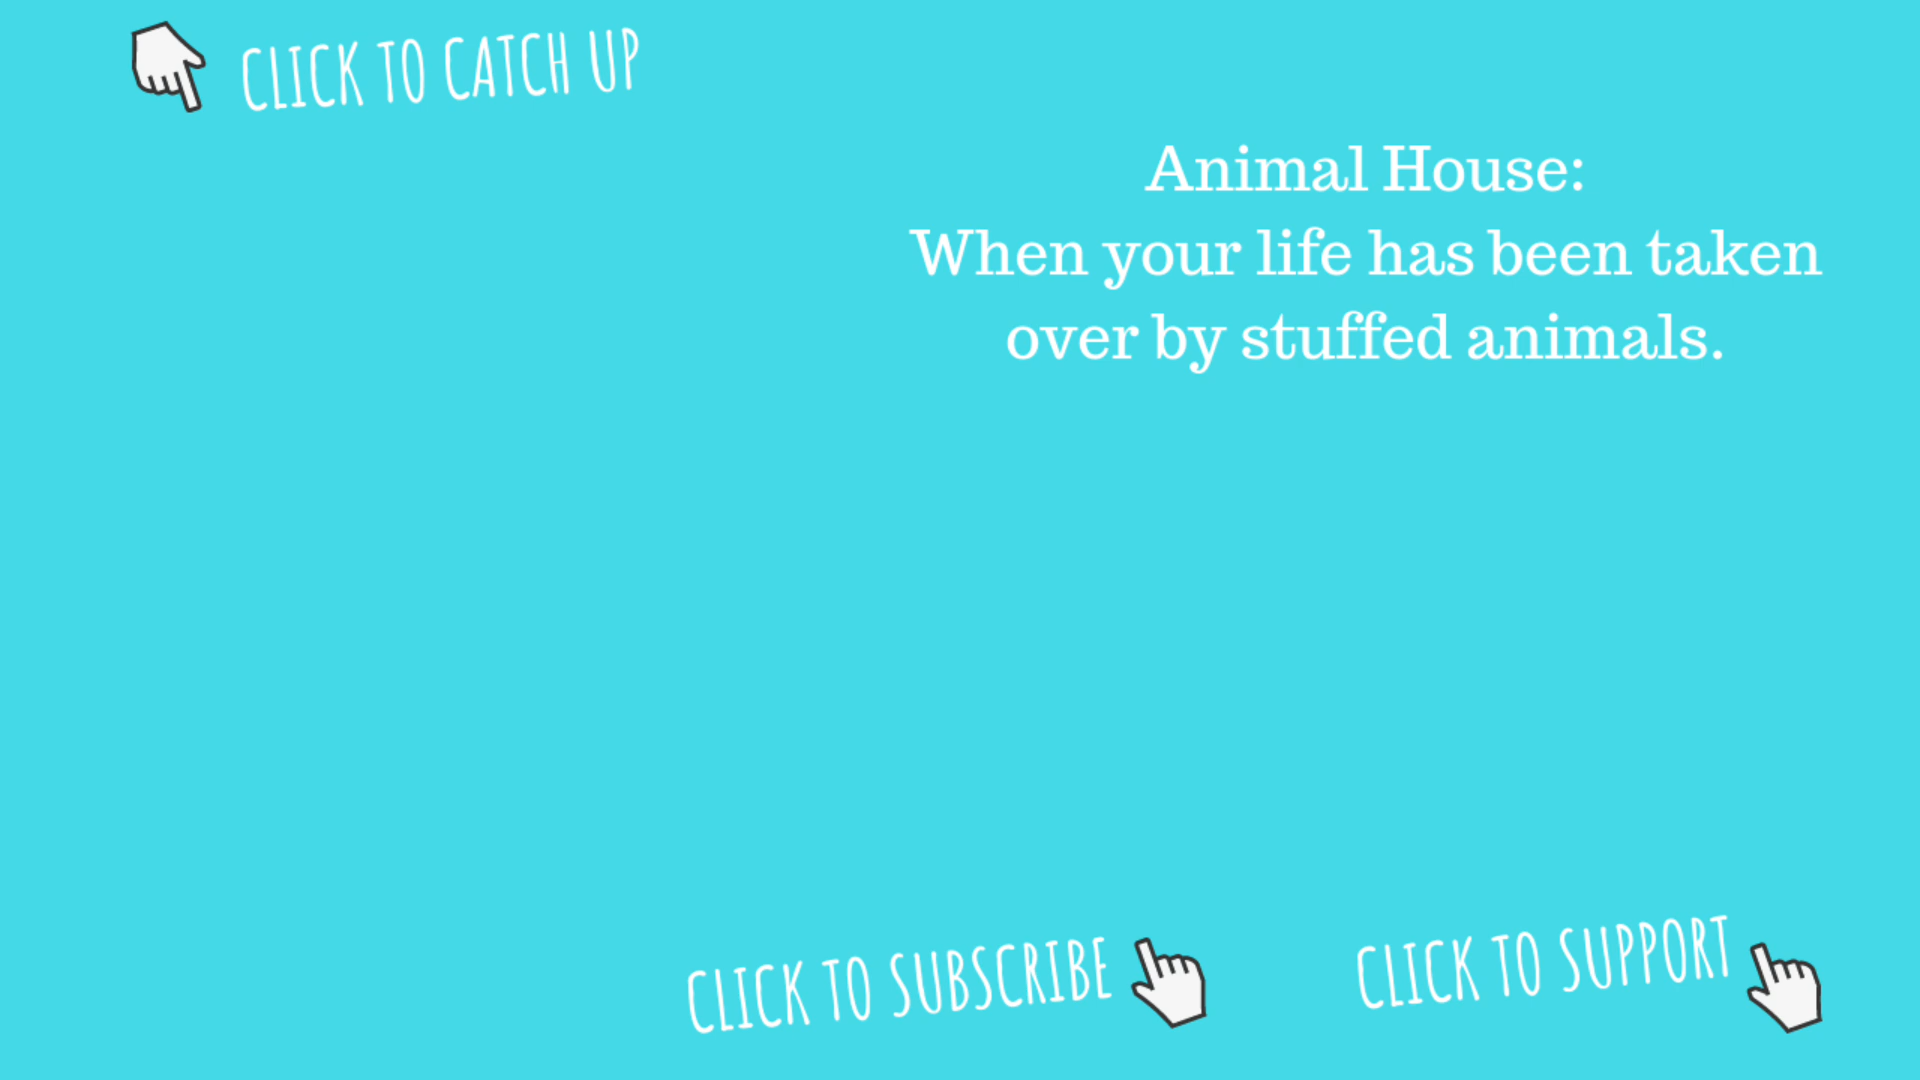 CLICK TO CATCH UP
Animal House:
When your life has been taken
over by stuffed animals.
CLICK TO SUBSCRIBE
CLICK TO SUPPORT